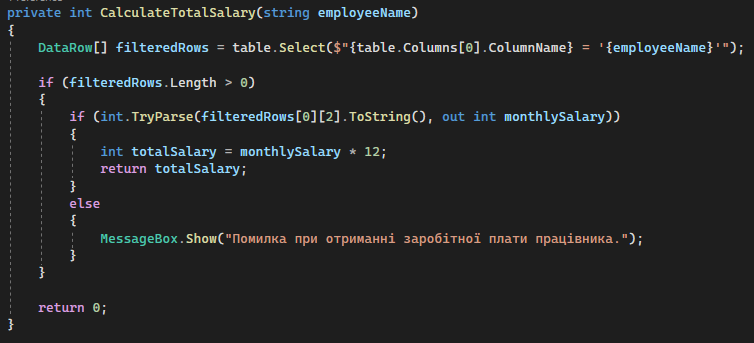 private int CalculateTotalSalary(string employeeName)
{
DataRow[] filteredRows = table.Select($"{table.Columns[0].ColumnName} = '{employeeName}'");
if (filteredRows.Length > 0)
{
if (int.TryParse(filteredRows[0][2].ToString(), out int monthlySalary))
{
int totalSalary = monthlySalary * 12;
return totalSalary;
}
else
{
MessageBox.Show("Помилка при отриманні заробітної плати працівника.");
}
}
return 0;
}